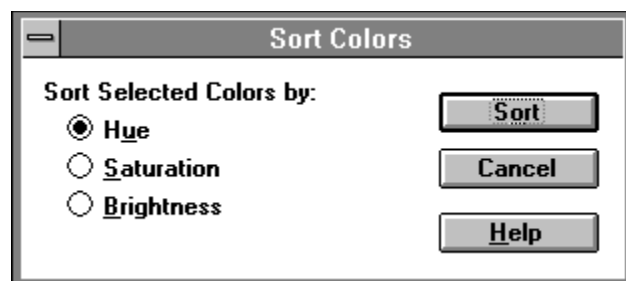 Sort Colors
Sort Selected Colors by:
Hue
Saturation
Brightness
Sort
Cancel
Help